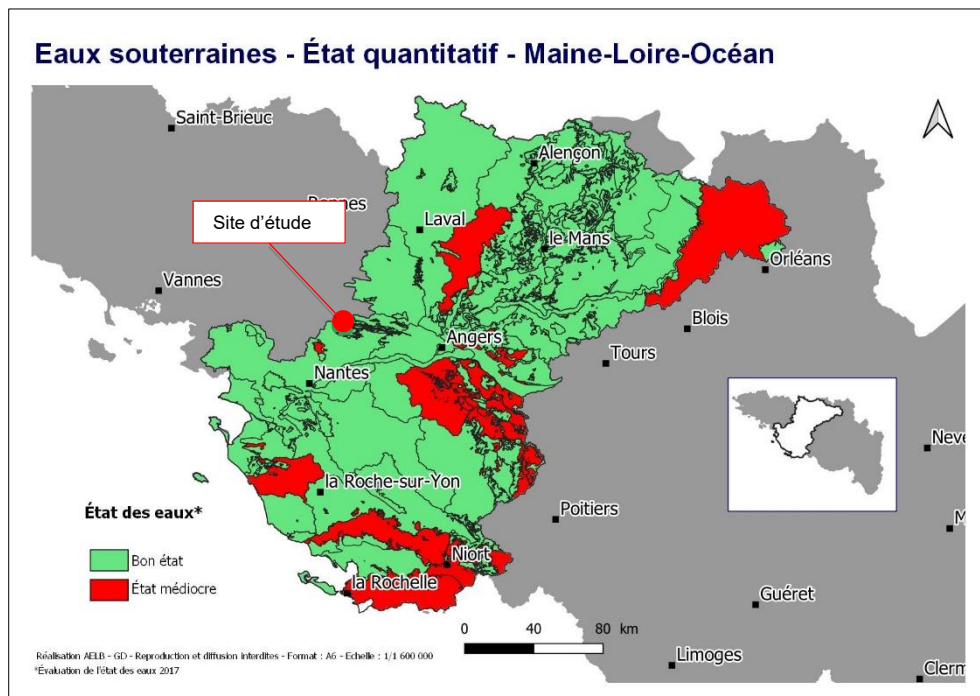 Eaux souterraines - État quantitatif - Maine-Loire-Océan
Saint-Brieuc
Alençon
Site d’étude
Laval
le Mans
Orléans
Vannes
Blois
Angers
Tours
Nantes
la Roche-sur-Yon
Poitiers
État des eaux*
Bon état
État médiocre
Niort
la Rochelle
Guéret
0 40 80 km
Limoges
Réalisation AELB - GD - Reproduction et diffusion interdites - Format : A6 - Echelle : 1/1 600 000
*Évaluation de l'état des eaux 2017